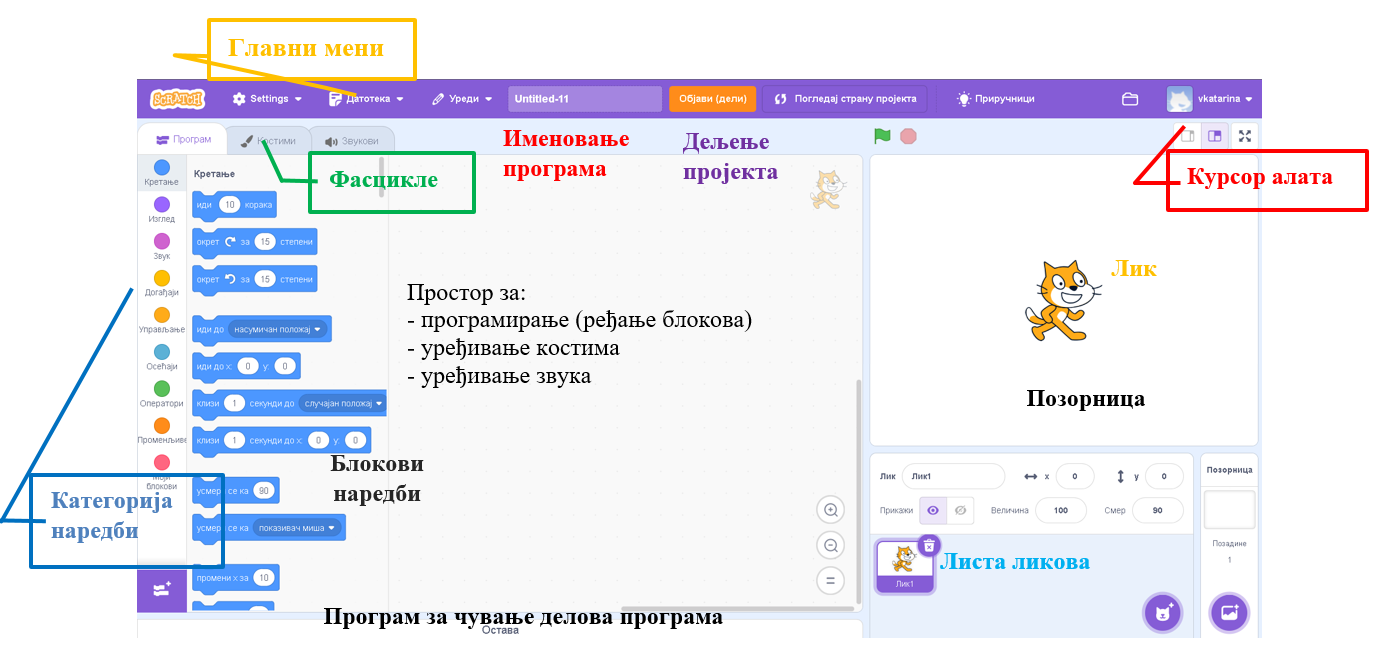 Главни мени
SCRATCH
Settings
Датотека
Уреди
Untitled-11
Објави (дели)
Погледај страну пројекта
Приручници
vkatarina
Програм
Костими
Звукови
Именовање
програма
Дељење
пројекта
Фасцикле
Курсор алата
Кретање
Изглед
Звук
Догађаји
Управљање
Осећаји
Оператори
Променљиве
Моји
блокови
Кретање
иди 10 корака
окрет за 15 степени
окрет за 15 степени
иди до насумичан положај
иди до x: 0 y: 0
клизи 1 секунди до случајан положај
клизи 1 секунди до x: 0 y: 0
усмери се ка 90
усмери се ка показивач миша
промени x за 10
Простор за:
- програмирање (ређање блокова)
- уређивање костима
- уређивање звука
Блокови
наредби
Категорија
наредби
Лик
Позорница
Лик Лик1 x 0 y 0
Прикажи Величина 100 Смер 90
Лик1
Листа ликова
Позорница
Позадине
1
Програм за чување делова програма
Остава